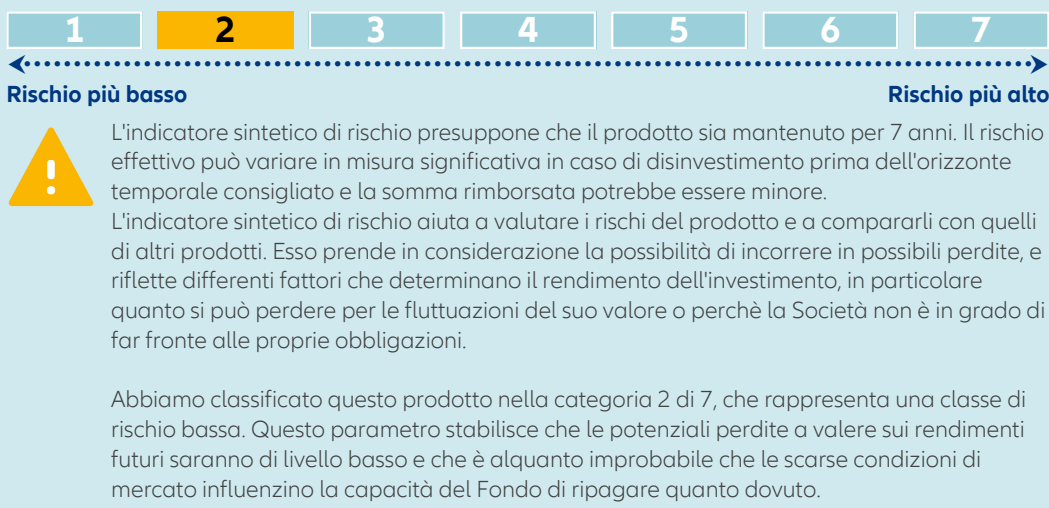 1 2 3 4 5 6 7
Rischio più basso Rischio più alto
L'indicatore sintetico di rischio presuppone che il prodotto sia mantenuto per 7 anni. Il rischio
effettivo può variare in misura significativa in caso di disinvestimento prima dell'orizzonte
temporale consigliato e la somma rimborsata potrebbe essere minore.
L'indicatore sintetico di rischio aiuta a valutare i rischi del prodotto e a compararli con quelli
di altri prodotti. Esso prende in considerazione la possibilità di incorrere in possibili perdite, e
riflette differenti fattori che determinano il rendimento dell'investimento, in particolare
quanto si può perdere per le fluttuazioni del suo valore o perchè la Società non è in grado di
far fronte alle proprie obbligazioni.
Abbiamo classificato questo prodotto nella categoria 2 di 7, che rappresenta una classe di
rischio bassa. Questo parametro stabilisce che le potenziali perdite a valere sui rendimenti
futuri saranno di livello basso e che è alquanto improbabile che le scarse condizioni di
mercato influenzino la capacità del Fondo di ripagare quanto dovuto.